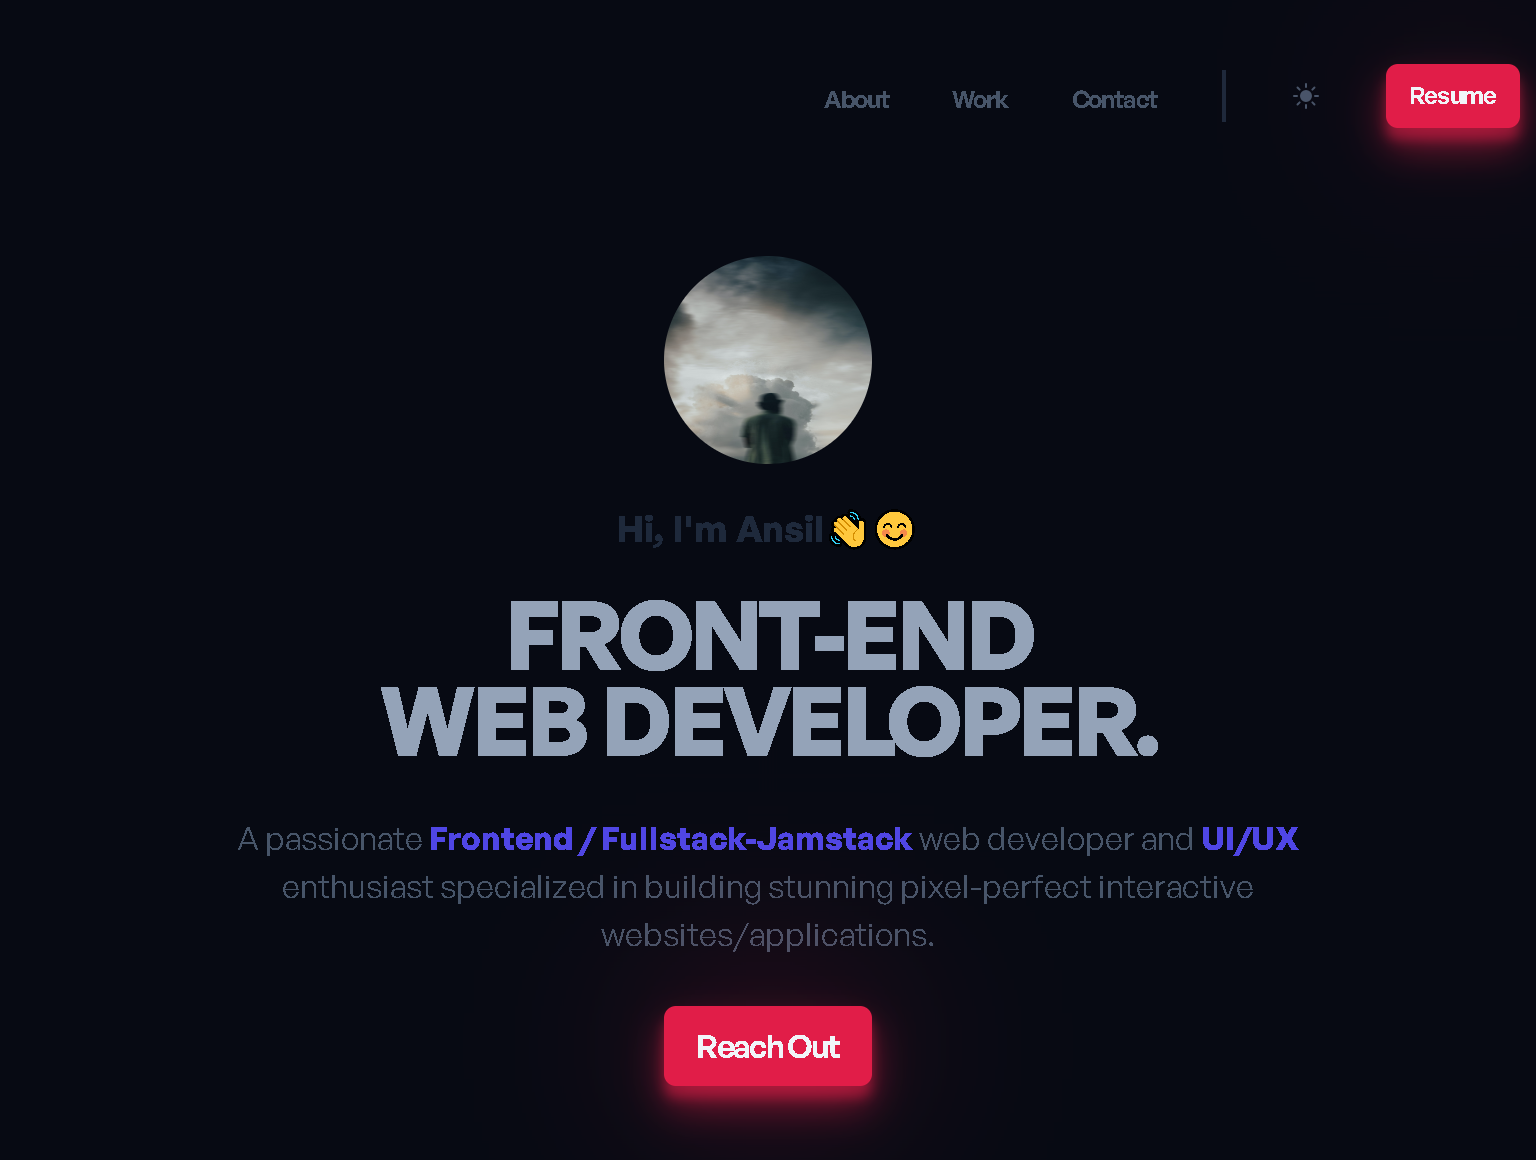 About
Work
Contact
Resume
Hi, I'm Ansil 👋 😊
FRONT-END
WEB DEVELOPER.
A passionate Frontend / Fullstack-Jamstack web developer and UI/UX
enthusiast specialized in building stunning pixel-perfect interactive
websites/applications.
Reach Out